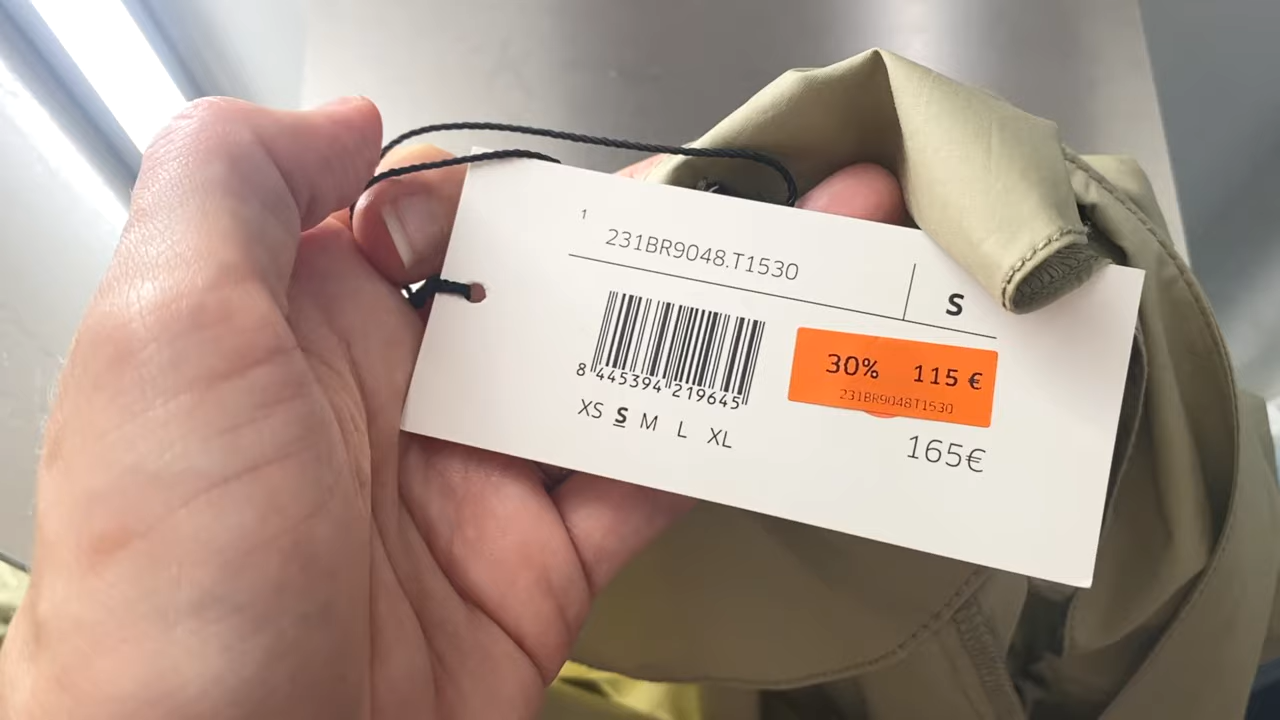 1
231BR9048.T1530
S
30% 115 €
231BR9048T1530
8 445394 219645
XS S M L XL
165€